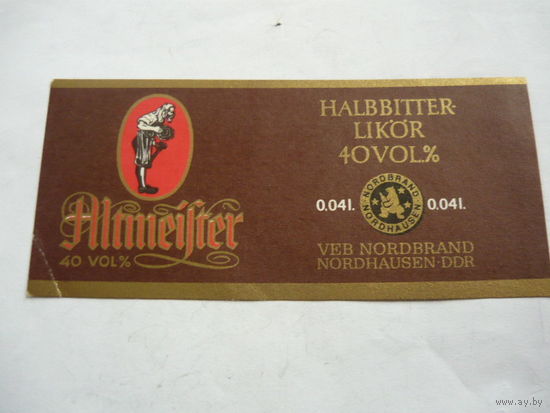 Altmeiſter
40 VOL%
HALBBITTER-
LIKÖR
40 VOL.%
0.04 l.
NORDBRAND
NORDHAUSEN
0.04 l.
VEB NORDBRAND
NORDHAUSEN·DDR
https://www.ay.by/